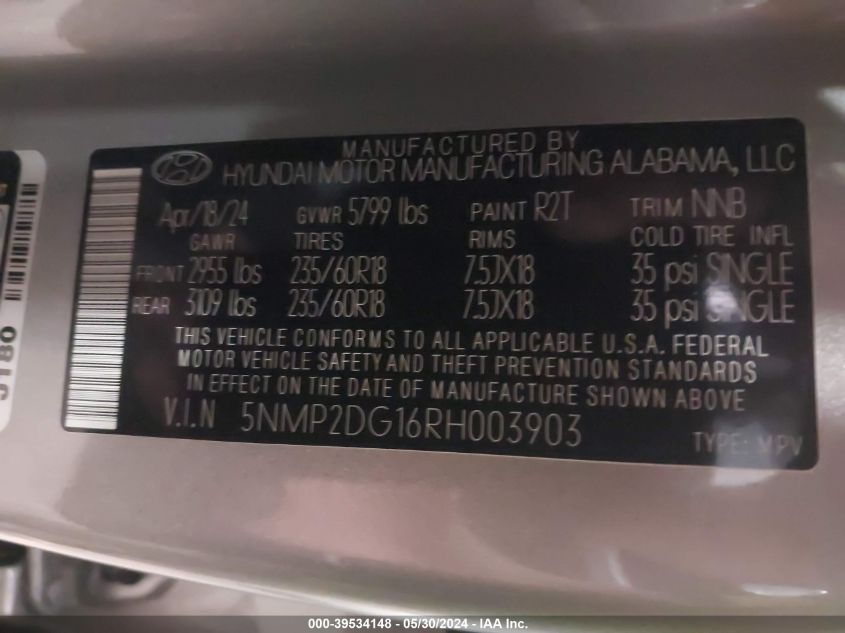 MANUFACTURED BY
HYUNDAI MOTOR MANUFACTURING ALABAMA, LLC
Apr/18/24 GVWR 5799 lbs PAINT R2T TRIM NNB
GAWR TIRES RIMS COLD TIRE INFL
FRONT 2955 lbs 235/60R18 7.5JX18 35 psi SINGLE
REAR 3109 lbs 235/60R18 7.5JX18 35 psi SINGLE
THIS VEHICLE CONFORMS TO ALL APPLICABLE U.S.A. FEDERAL
MOTOR VEHICLE SAFETY AND THEFT PREVENTION STANDARDS
IN EFFECT ON THE DATE OF MANUFACTURE SHOWN ABOVE
V.I.N 5NMP2DG16RH003903 TYPE: MPV
000-39534148 - 05/30/2024 - IAA Inc.